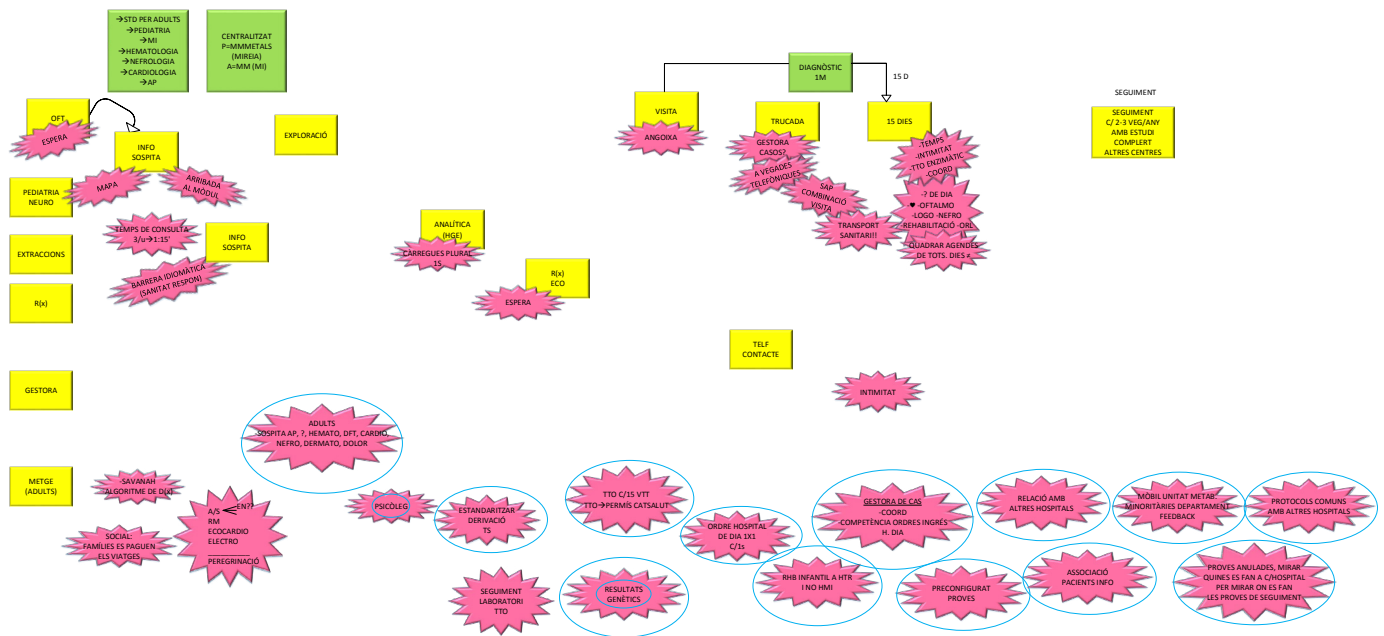 →STD PER ADULTS
→PEDIATRIA
→MI
→HEMATOLOGIA
→NEFROLOGIA
→CARDIOLOGIA
→AP
CENTRALITZAT
P=MMMETALS
(MIREIA)
A=MM (MI)
DIAGNÒSTIC
1M
15 D
SEGUIMENT
OFT
ESPERA
INFO
SOSPITA
EXPLORACIÓ
VISITA
ANGOIXA
TRUCADA
GESTORA
CASOS?
A VEGADES
TELEFÒNIQUES
SAP
COMBINACIÓ
VISITA
TRANSPORT
SANITARI!!
15 DIES
-TEMPS
-INTIMITAT
-TTO ENZIMÀTIC
-COORD
-? DE DIA
-♥ -OFTALMO
-LOGO -NEFRO
-REHABILITACIÓ -ORL
-QUADRAR AGENDES
DE TOTS. DIES ≠
SEGUIMENT
C/ 2-3 VEG/ANY
AMB ESTUDI
COMPLERT
ALTRES CENTRES
PEDIATRIA
NEURO
MAPA
ARRIBADA
AL MÒDUL
TEMPS DE CONSULTA
3/u→1:15'
INFO
SOSPITA
BARRERA IDIOMÀTICA
(SANITAT RESPON)
EXTRACCIONS
R(x)
ANALÍTICA
(HGE)
CÀRREGUES PLURAL
1S
R(x)
ECO
ESPERA
TELF
CONTACTE
GESTORA
INTIMITAT
ADULTS
SOSPITA AP, ?, HEMATO, DFT, CARDIO,
NEFRO, DERMATO, DOLOR
METGE
(ADULTS)
-SAVANAH
-ALGORITME DE D(x)
SOCIAL:
FAMÍLIES ES PAGUEN
ELS VIATGES
EN??
A/S
RM
ECOCARDIO
ELECTRO
PEREGRINACIÓ
PSICÒLEG
ESTANDARITZAR
DERIVACIÓ
TS
SEGUIMENT
LABORATORI
TTO
TTO C/15 VTT
TTO→PERMÍS CATSALUT
RESULTATS
GENÈTICS
ORDRE HOSPITAL
DE DIA 1X1
C/1s
GESTORA DE CAS
-COORD
-COMPETÈNCIA ORDRES INGRÉS
H. DIA
RHB INFANTIL A HTR
I NO HMI
PRECONFIGURAT
PROVES
RELACIÓ AMB
ALTRES HOSPITALS
ASSOCIACIÓ
PACIENTS INFO
MÒBIL UNITAT METAB.
MINORITÀRIES DEPARTAMENT
FEEDBACK
PROTOCOLS COMUNS
AMB ALTRES HOSPITALS
PROVES ANULADES, MIRAR
QUINES ES FAN A C/HOSPITAL
PER MIRAR ON ES FAN
LES PROVES DE SEGUIMENT